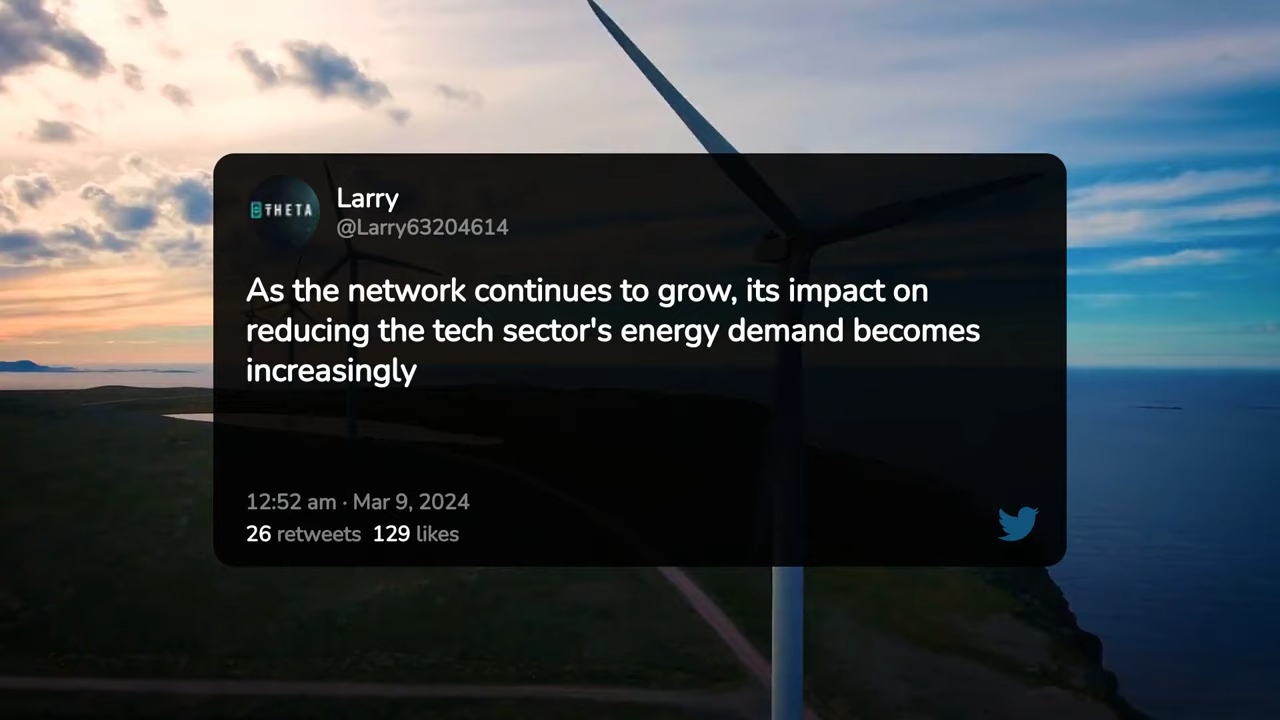 THETA
Larry
@Larry63204614
As the network continues to grow, its impact on
reducing the tech sector's energy demand becomes
increasingly
12:52 am · Mar 9, 2024
26 retweets 129 likes